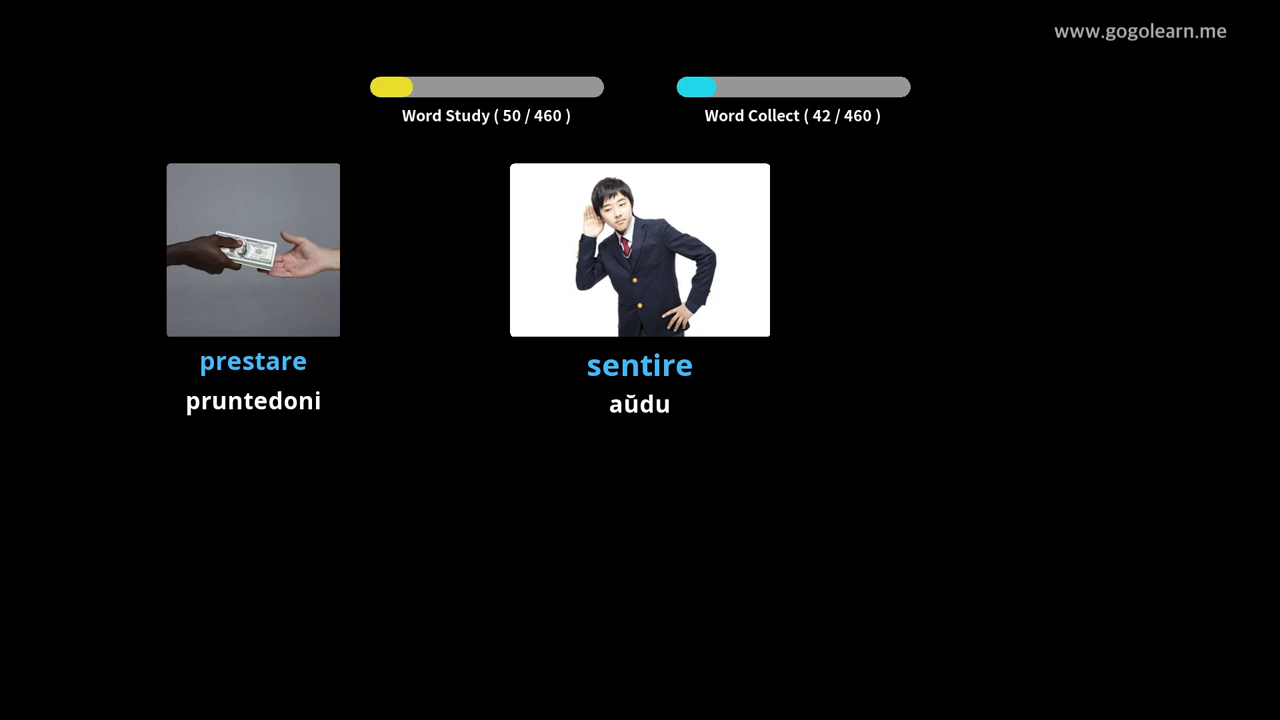 www.gogolearn.me
Word Study ( 50 / 460 )
Word Collect ( 42 / 460 )
prestare
pruntedoni
sentire
aŭdu